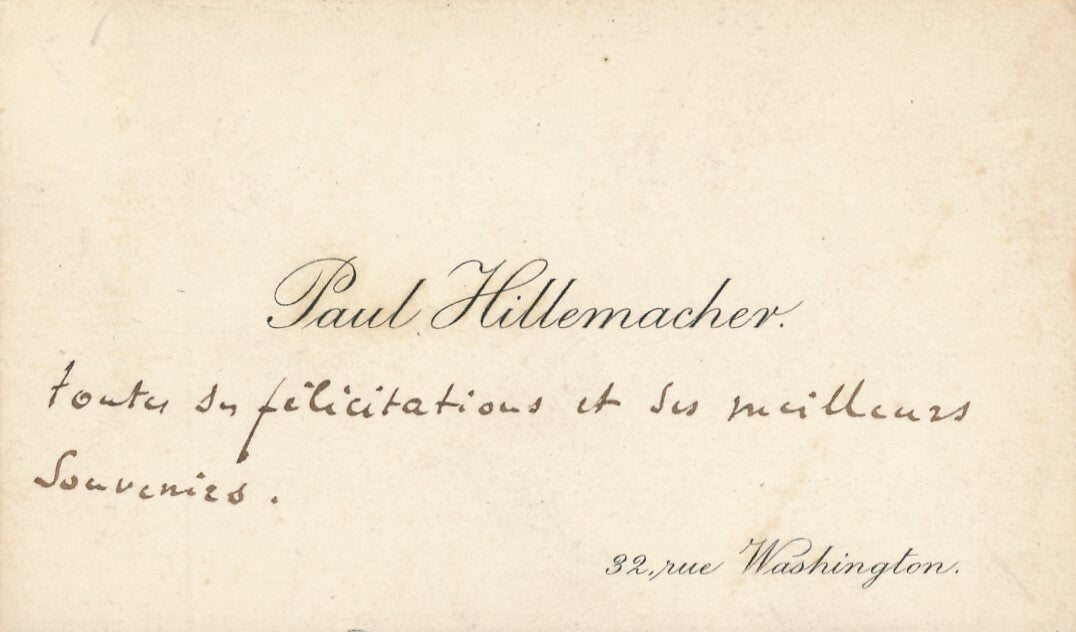 Paul Hillemacher.
toutes ses félicitations et ses meilleurs
souvenirs.
32, rue Washington.